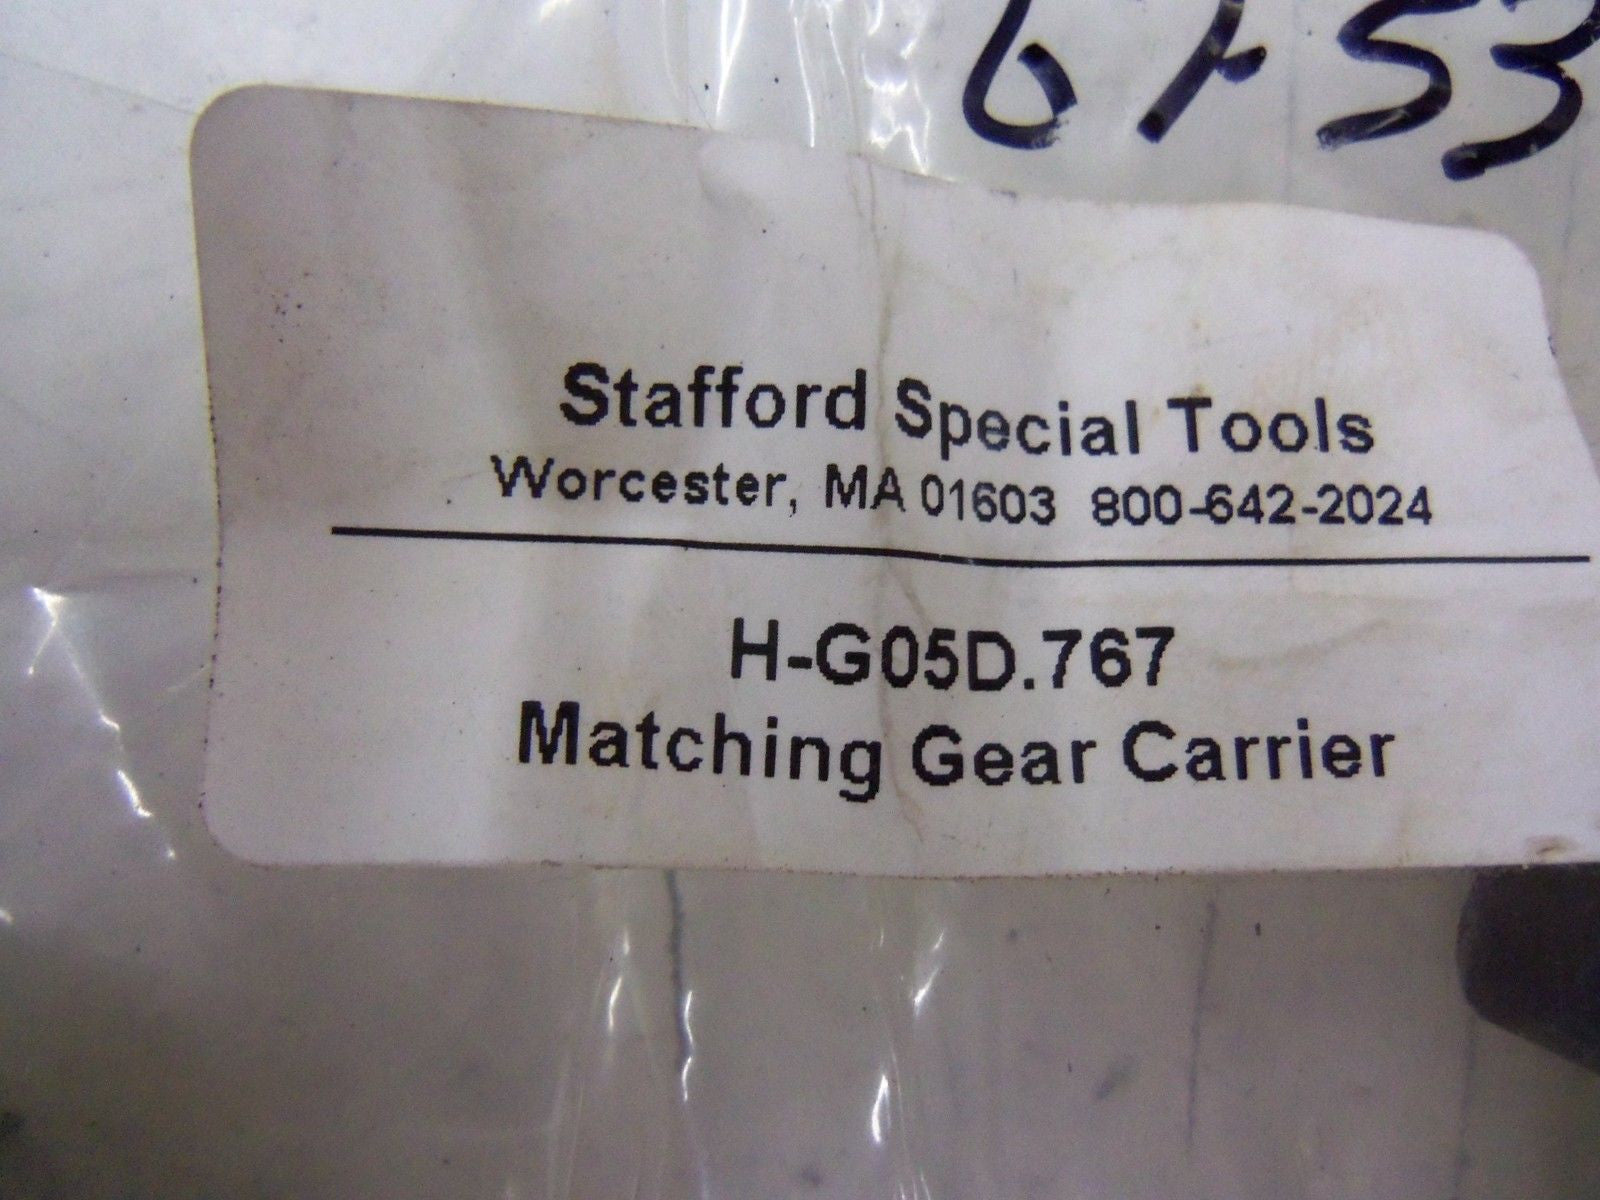 Stafford Special Tools
Worcester, MA 01603 800-642-2024
H-G05D.767
Matching Gear Carrier